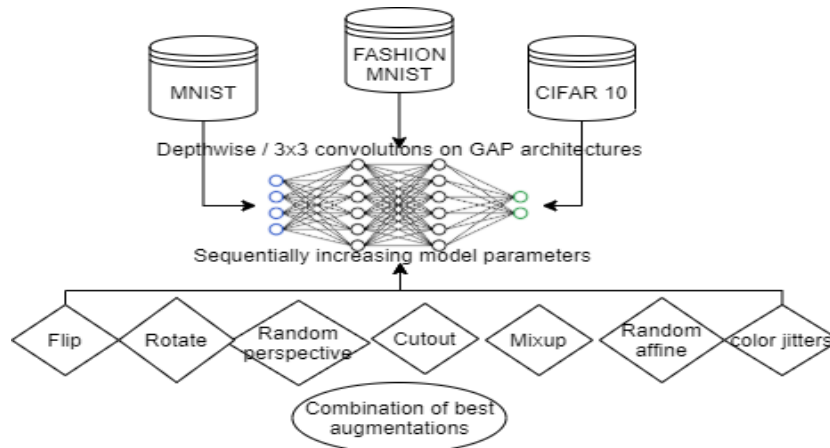 MNIST
FASHION
MNIST
CIFAR 10
Depthwise / 3x3 convolutions on GAP architectures
Sequentially increasing model parameters
Flip
Rotate
Random
perspective
Cutout
Mixup
Random
affine
color jitters
Combination of best
augmentations